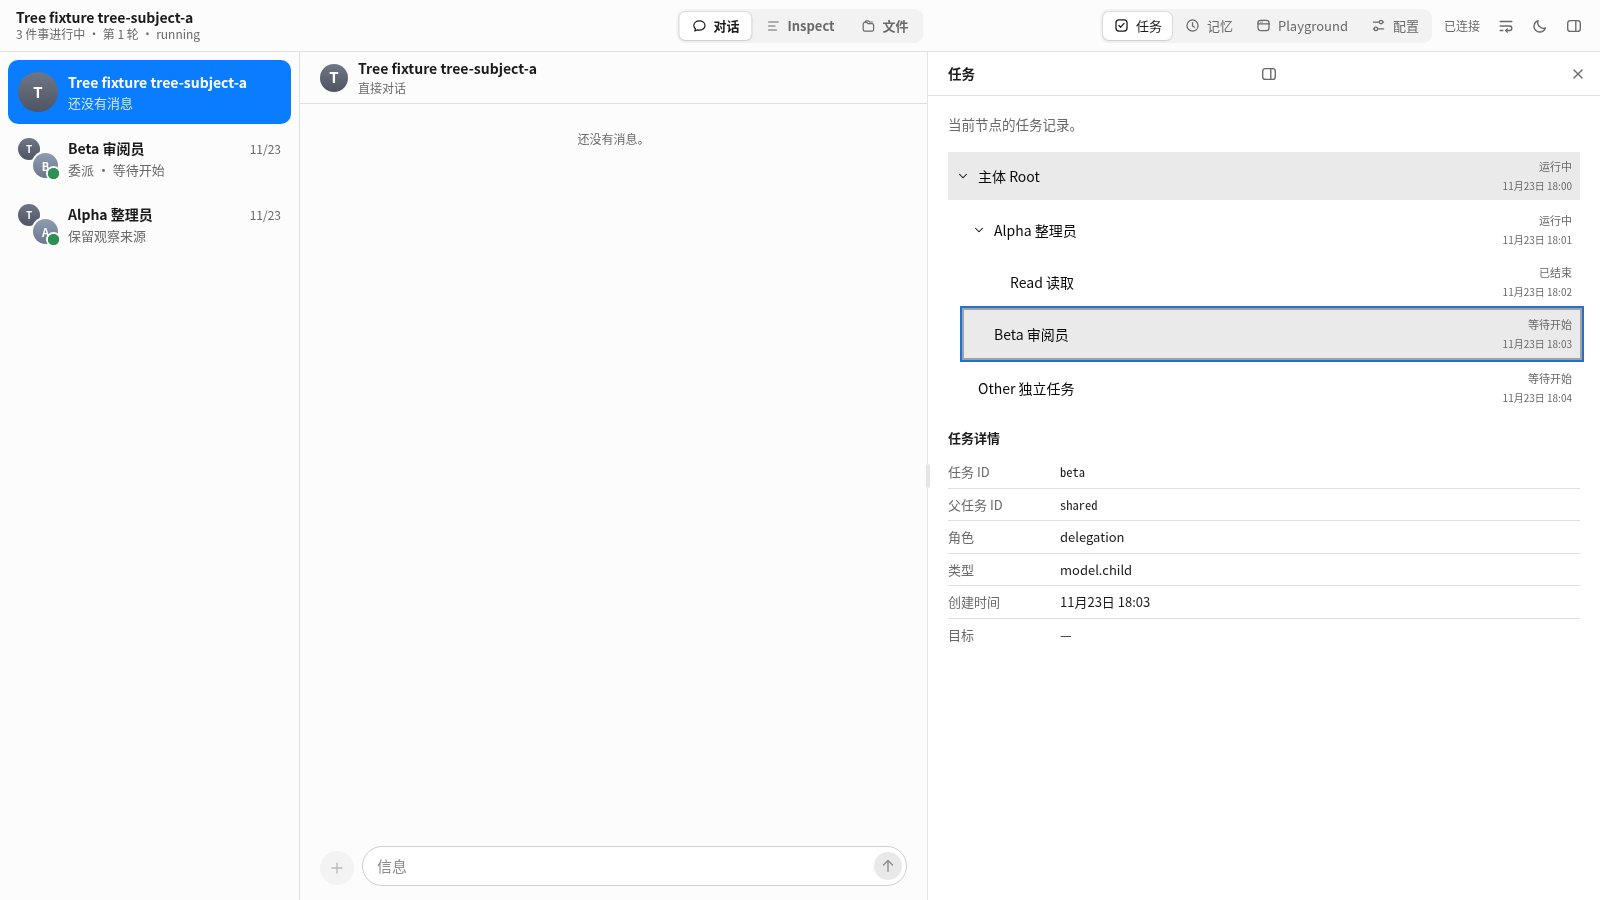 Tree fixture tree-subject-a
3 件事进行中 · 第 1 轮 · running
对话
Inspect
文件
任务
记忆
Playground
配置
已连接
T
Tree fixture tree-subject-a
还没有消息
T
B
Beta 审阅员
11/23
委派 · 等待开始
T
A
Alpha 整理员
11/23
保留观察来源
T
Tree fixture tree-subject-a
直接对话
还没有消息。
信息
任务
当前节点的任务记录。
主体 Root
运行中
11月23日 18:00
Alpha 整理员
运行中
11月23日 18:01
Read 读取
已结束
11月23日 18:02
Beta 审阅员
等待开始
11月23日 18:03
Other 独立任务
等待开始
11月23日 18:04
任务详情
任务 ID
beta
父任务 ID
shared
角色
delegation
类型
model.child
创建时间
11月23日 18:03
目标
—